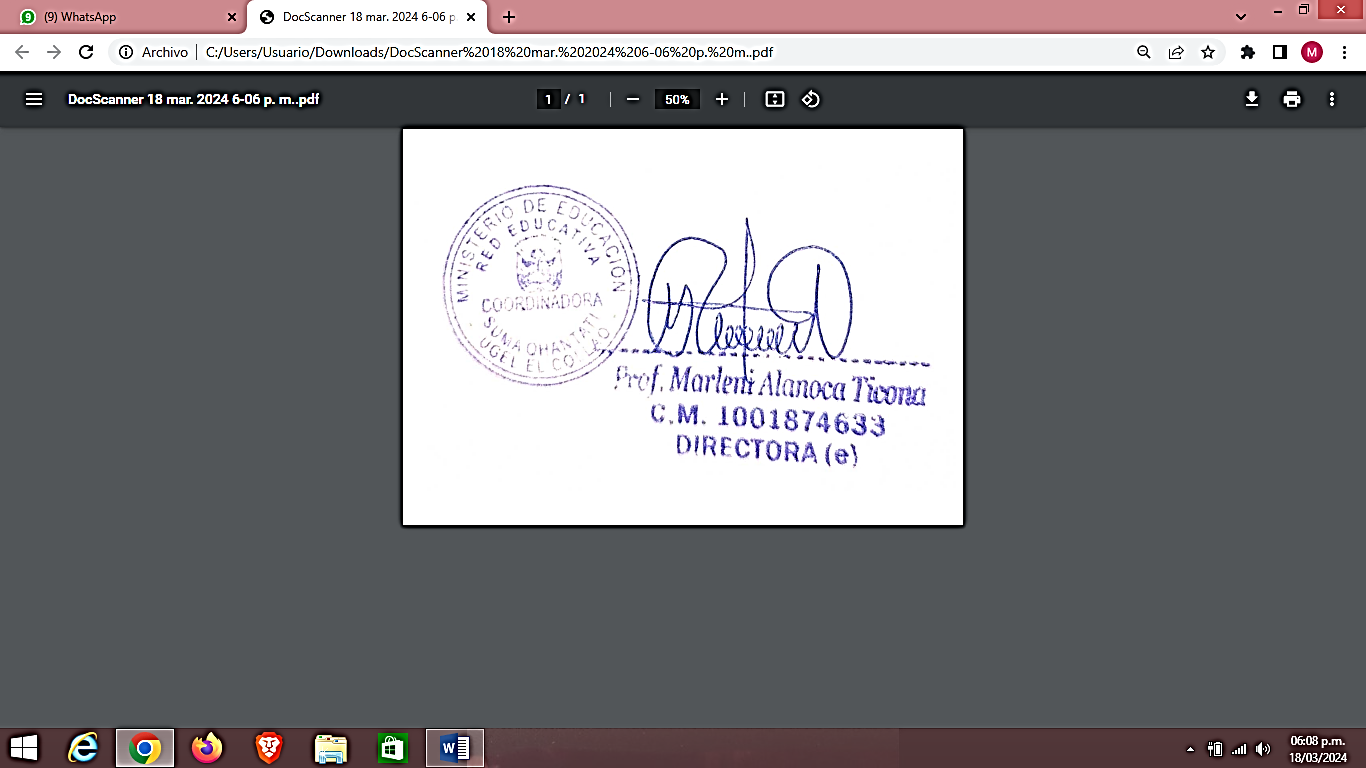 (9) WhatsApp
DocScanner 18 mar. 2024 6-06 p
Archivo
C:/Users/Usuario/Downloads/DocScanner%2018%20mar.%202024%206-06%20p.%20m..pdf
M
DocScanner 18 mar. 2024 6-06 p. m..pdf
1 / 1
50%
MINISTERIO DE EDUCACIÓN
RED EDUCATIVA
COORDINADORA
SUMA QHANTATI
UGEL EL COLLAO
Prof. Marleni Alanoca Ticona
C.M. 1001874633
DIRECTORA (e)
06:08 p.m.
18/03/2024